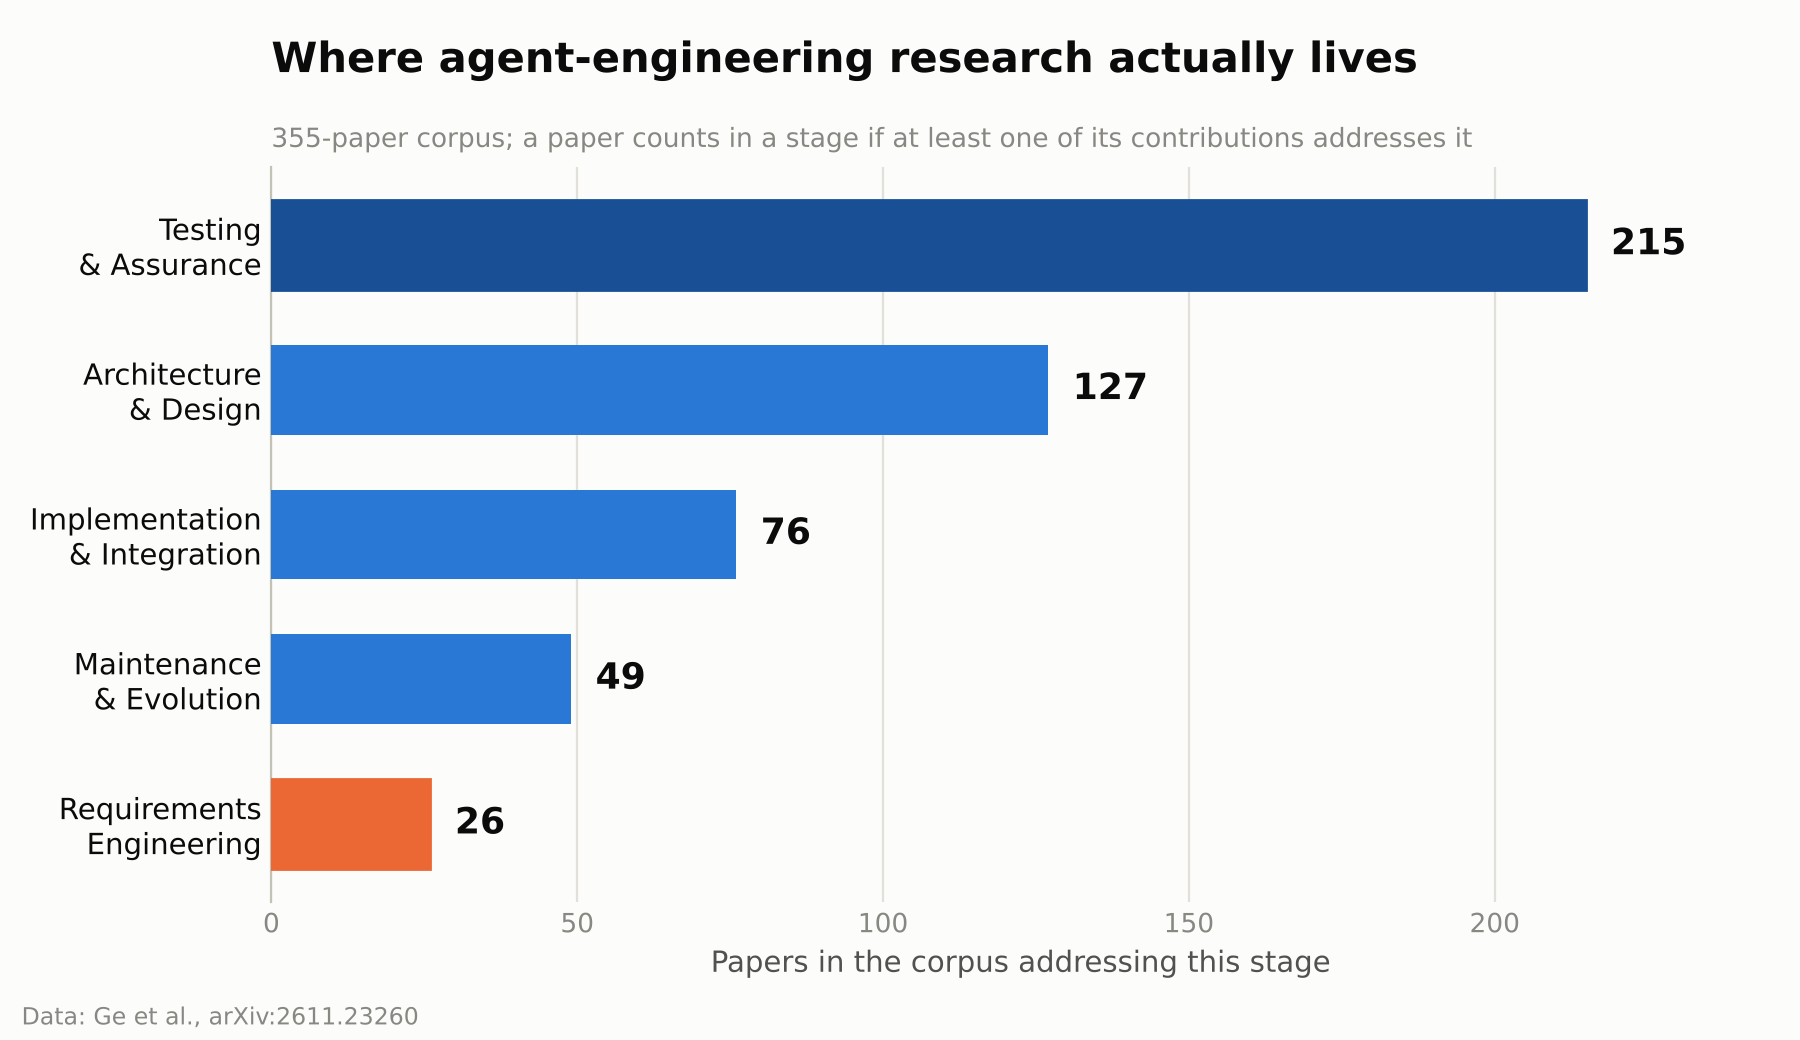 Where agent-engineering research actually lives
355-paper corpus; a paper counts in a stage if at least one of its contributions addresses it
Testing
& Assurance
215
Architecture
& Design
127
Implementation
& Integration
76
Maintenance
& Evolution
49
Requirements
Engineering
26
0 50 100 150 200
Papers in the corpus addressing this stage
Data: Ge et al., arXiv:2611.23260